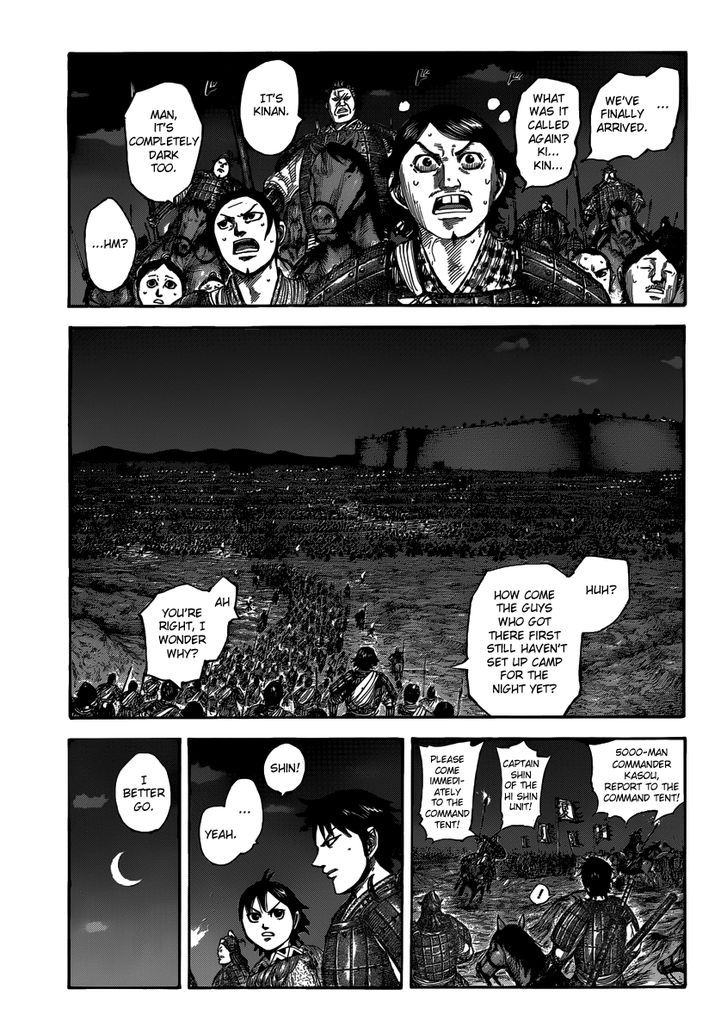 ...
WE'VE
FINALLY
ARRIVED.
WHAT
WAS IT
CALLED
AGAIN?
KI...
KIN...
IT'S
KINAN.
MAN,
IT'S
COMPLETELY
DARK
TOO.
...HM?
HUH?
HOW COME
THE GUYS
WHO GOT
THERE FIRST
STILL HAVEN'T
SET UP CAMP
FOR THE
NIGHT YET?
AH
YOU'RE
RIGHT, I
WONDER
WHY?
5000-MAN
COMMANDER
KASOU,
REPORT TO THE
COMMAND TENT!
CAPTAIN
SHIN
OF THE
HI SHIN
UNIT!
PLEASE
COME
IMMEDI-
ATELY
TO THE
COMMAND
TENT!
!
SHIN!
...
YEAH.
I
BETTER
GO.